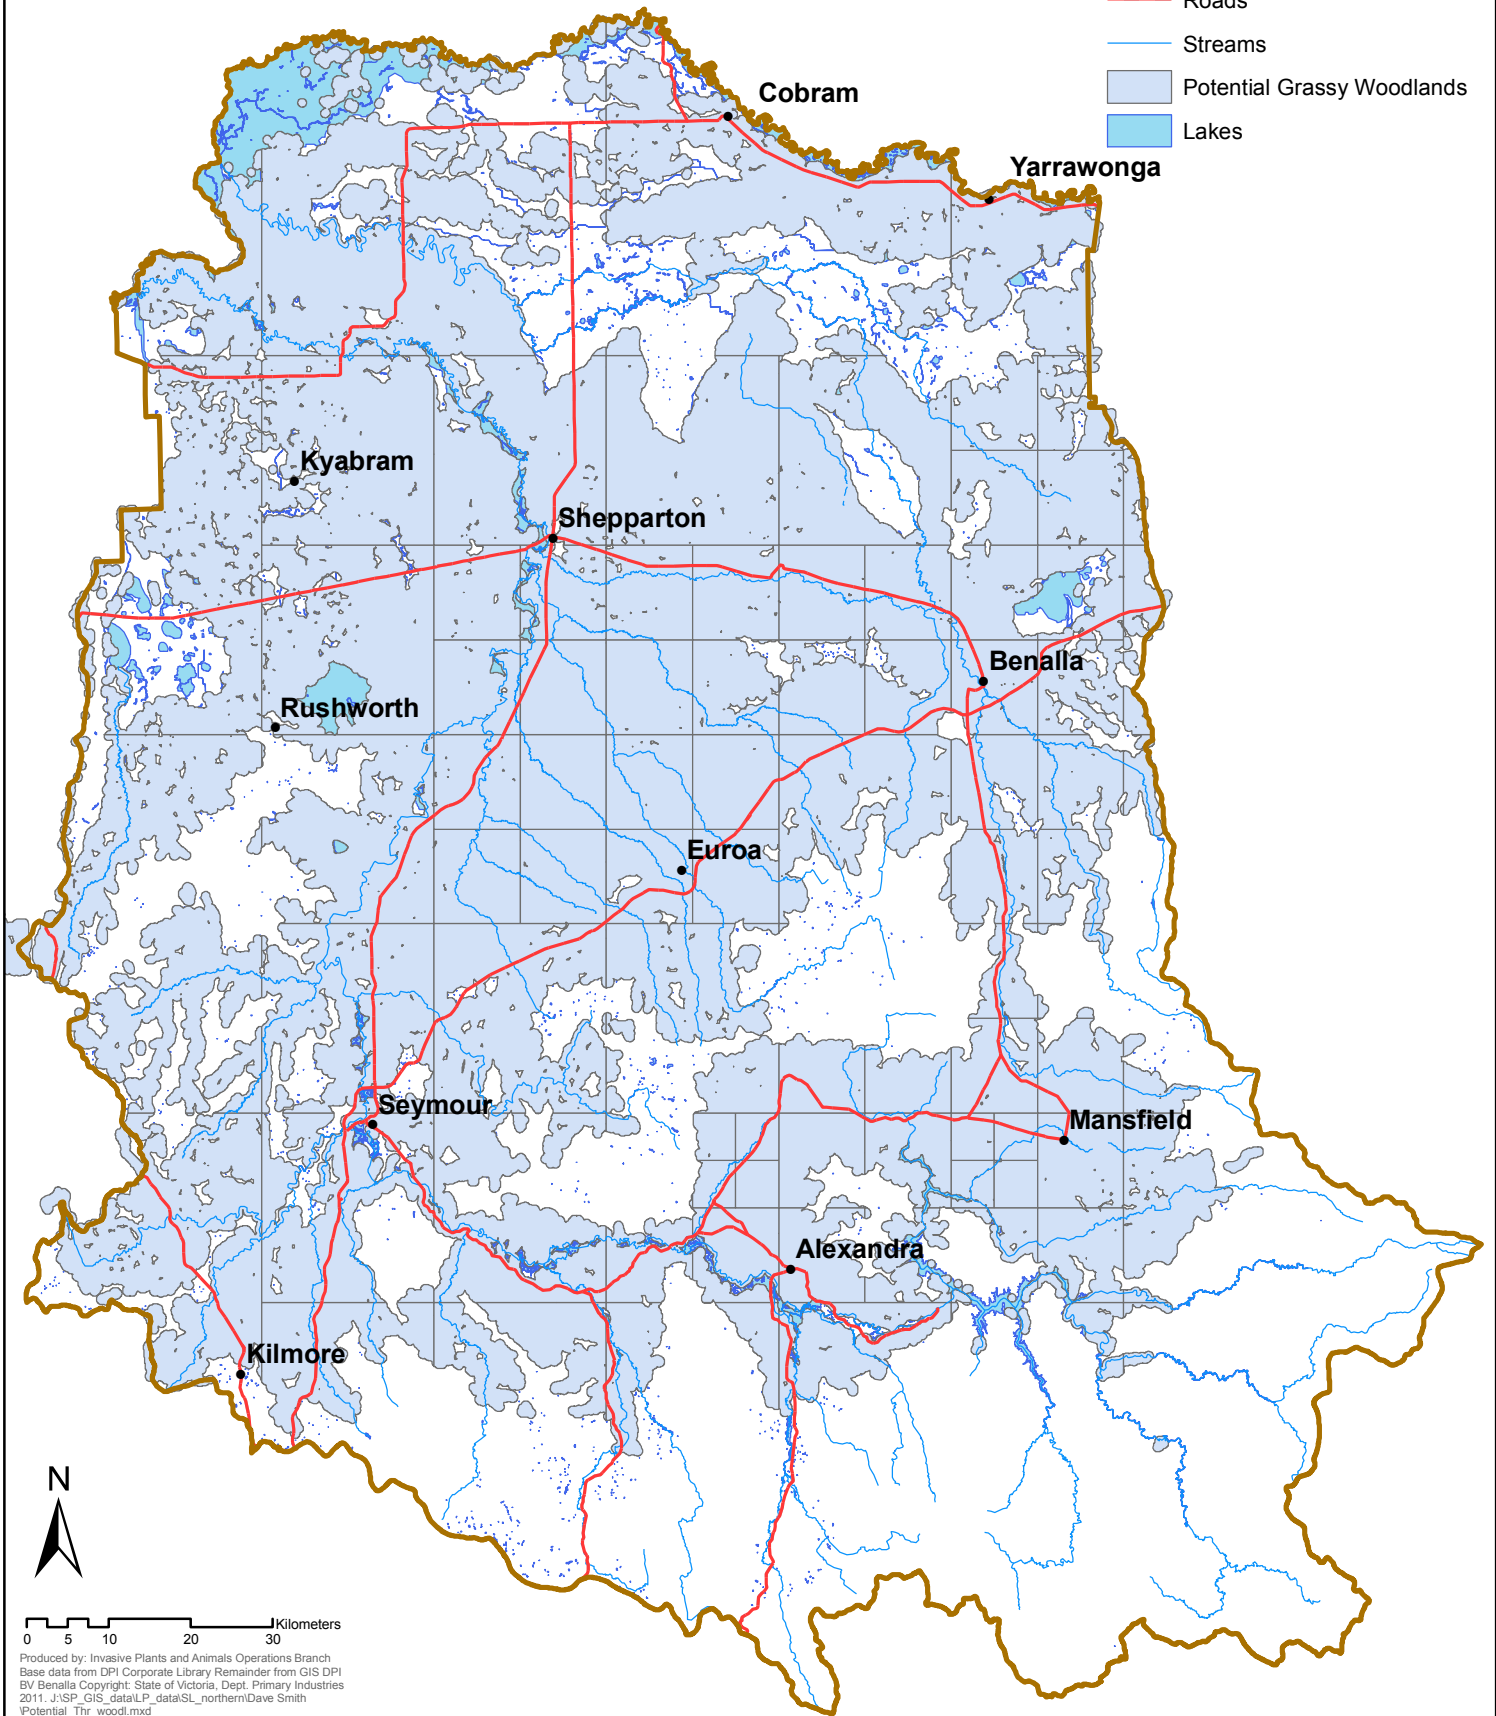 Roads
Streams
Potential Grassy Woodlands
Lakes
Cobram
Yarrawonga
Kyabram
Shepparton
Benalla
Rushworth
Euroa
Seymour
Mansfield
Alexandra
Kilmore
N
Kilometers
0 5 10 20 30
Produced by: Invasive Plants and Animals Operations Branch
Base data from DPI Corporate Library Remainder from GIS DPI
BV Benalla Copyright: State of Victoria, Dept. Primary Industries
2011. J:\SP_GIS_data\LP_data\SL_northern\Dave Smith
\Potential_Thr_woodl.mxd